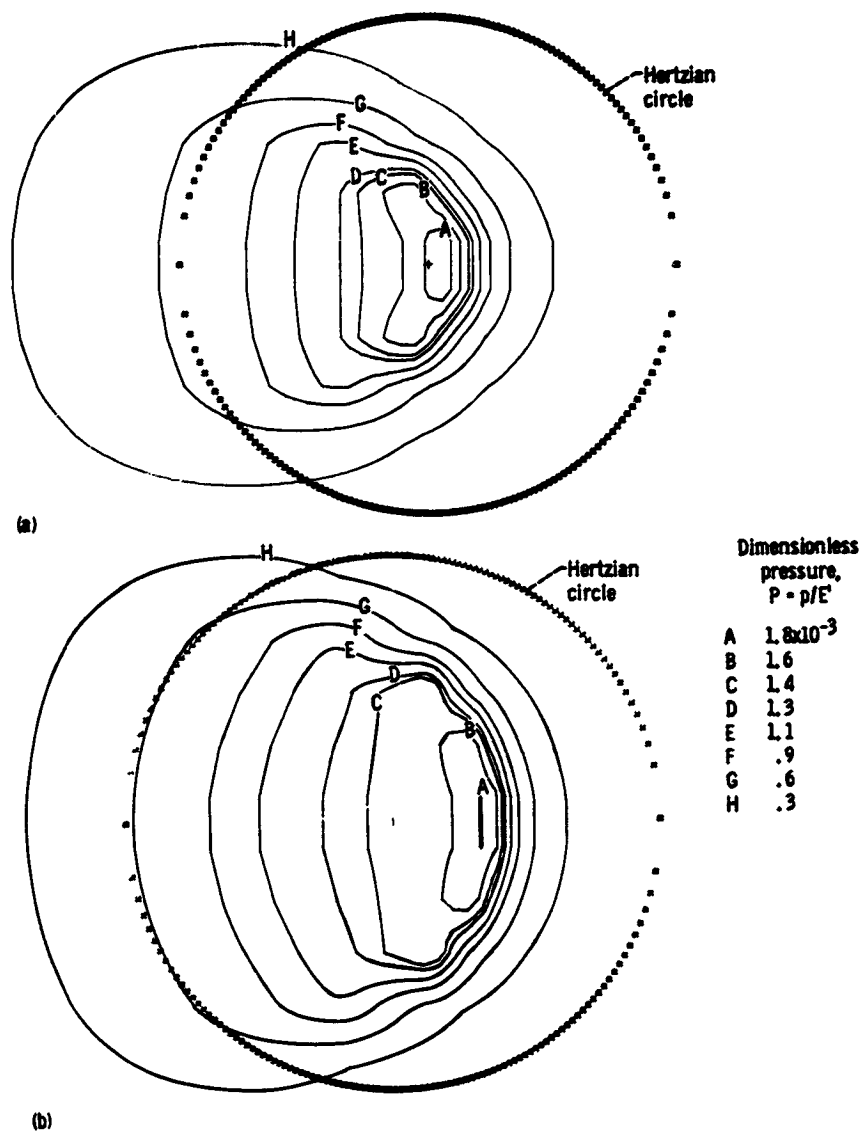 H
Hertzian
circle
G
F
E
D
C
B
A
(a)
H
Hertzian
circle
G
F
E
D
C
B
A
Dimensionless
pressure,
P = p/E'
A 1.8x10-3
B 1.6
C 1.4
D 1.3
E 1.1
F .9
G .6
H .3
(b)